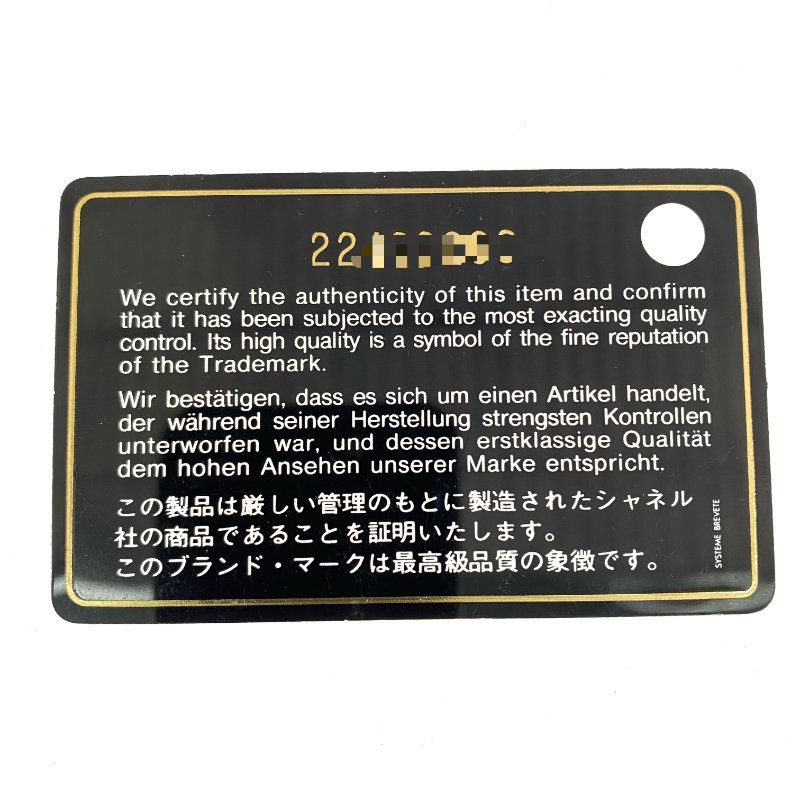 22
We certify the authenticity of this item and confirm
that it has been subjected to the most exacting quality
control. Its high quality is a symbol of the fine reputation
of the Trademark.
Wir bestätigen, dass es sich um einen Artikel handelt,
der während seiner Herstellung strengsten Kontrollen
unterworfen war, und dessen erstklassige Qualität
dem hohen Ansehen unserer Marke entspricht.
この製品は厳しい管理のもとに製造されたシャネル
社の商品であることを証明いたします。
このブランド・マークは最高級品質の象徴です。
SYSTEME BREVETE